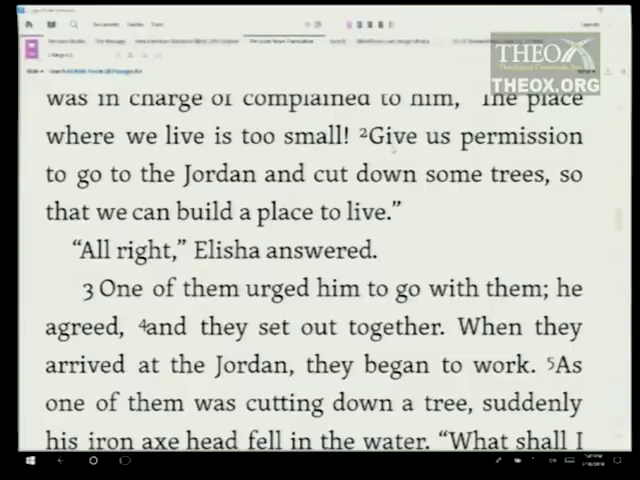 THEOX
THEOX.ORG
was in charge of complained to him, "The place
where we live is too small! ²Give us permission
to go to the Jordan and cut down some trees, so
that we can build a place to live.”
“All right,” Elisha answered.
3 One of them urged him to go with them; he
agreed, ⁴and they set out together. When they
arrived at the Jordan, they began to work. ⁵As
one of them was cutting down a tree, suddenly
his iron axe head fell in the water. “What shall I